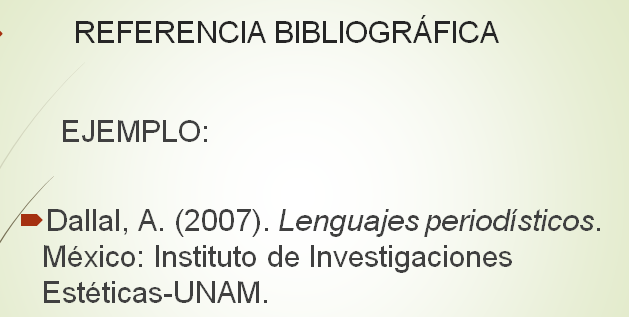 REFERENCIA BIBLIOGRÁFICA
EJEMPLO:
Dallal, A. (2007). Lenguajes periodísticos.
México: Instituto de Investigaciones
Estéticas-UNAM.